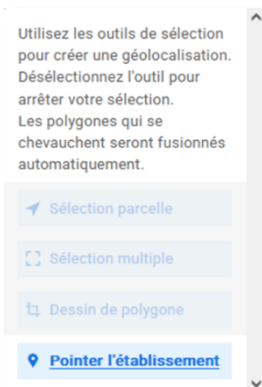 Utilisez les outils de sélection
pour créer une géolocalisation.
Désélectionnez l'outil pour
arrêter votre sélection.
Les polygones qui se
chevauchent seront fusionnés
automatiquement.
Sélection parcelle
Sélection multiple
Dessin de polygone
Pointer l'établissement